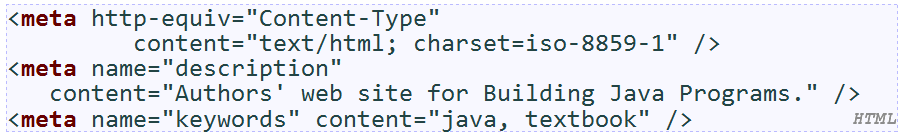 <meta http-equiv="Content-Type"
content="text/html; charset=iso-8859-1" />
<meta name="description"
content="Authors' web site for Building Java Programs." />
<meta name="keywords" content="java, textbook" />
HTML